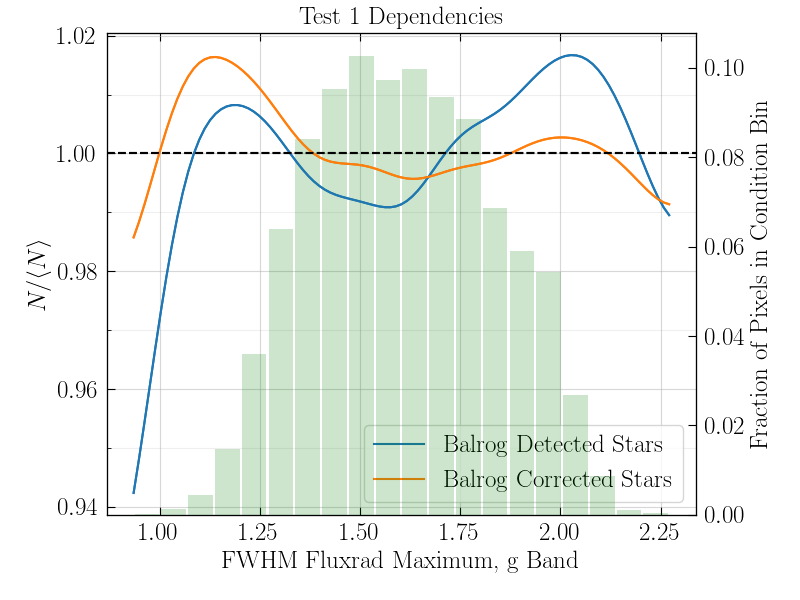 Test 1 Dependencies
1.02
1.00
0.98
0.96
0.94
N/⟨N⟩
0.10
0.08
0.06
0.04
0.02
0.00
Fraction of Pixels in Condition Bin
Balrog Detected Stars
Balrog Corrected Stars
1.00 1.25 1.50 1.75 2.00 2.25
FWHM Fluxrad Maximum, g Band